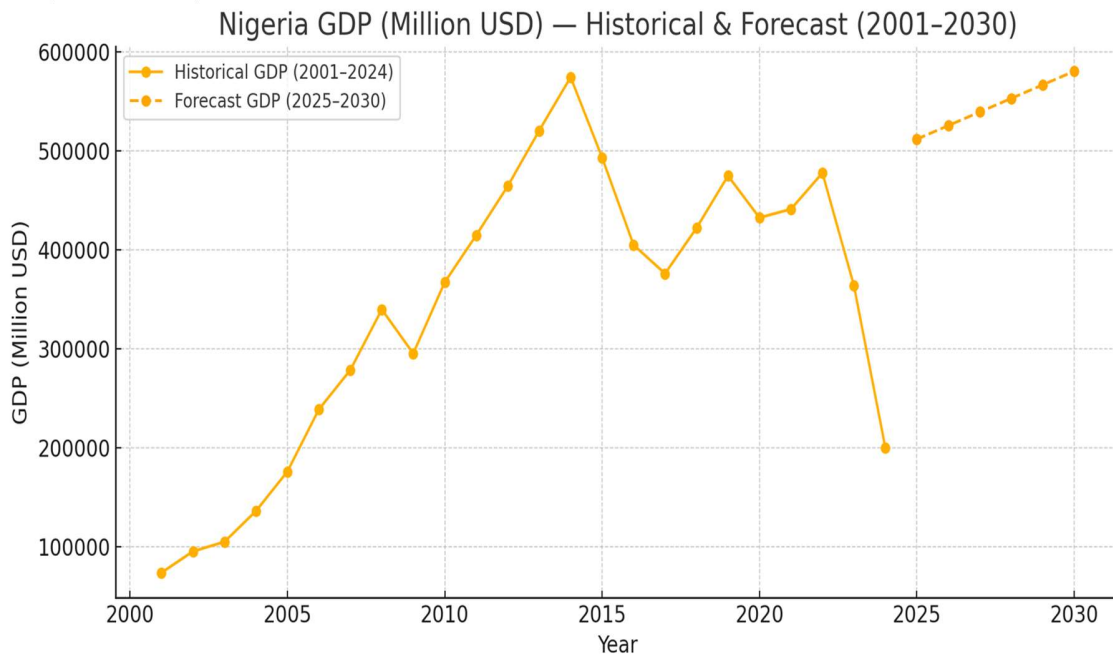 Nigeria GDP (Million USD) — Historical & Forecast (2001–2030)
600000
Historical GDP (2001–2024)
Forecast GDP (2025–2030)
500000
400000
300000
200000
100000
GDP (Million USD)
2000 2005 2010 2015 2020 2025 2030
Year